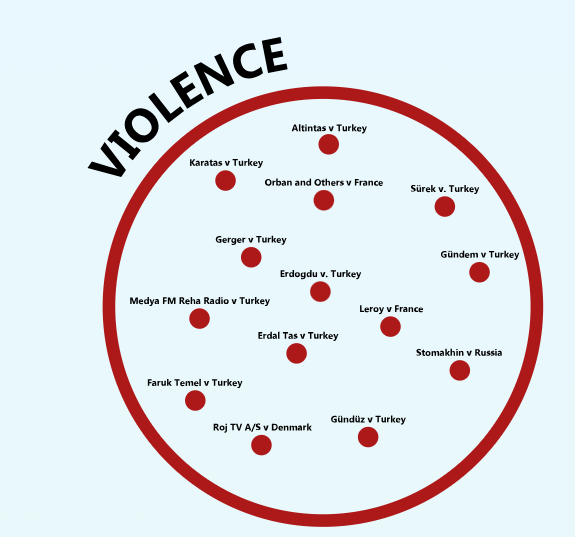 VIOLENCE
Altintas v Turkey
Karatas v Turkey
Orban and Others v France
Sürek v. Turkey
Gerger v Turkey
Gündem v Turkey
Erdogdu v. Turkey
Medya FM Reha Radio v Turkey
Leroy v France
Erdal Tas v Turkey
Stomakhin v Russia
Faruk Temel v Turkey
Gündüz v Turkey
Roj TV A/S v Denmark